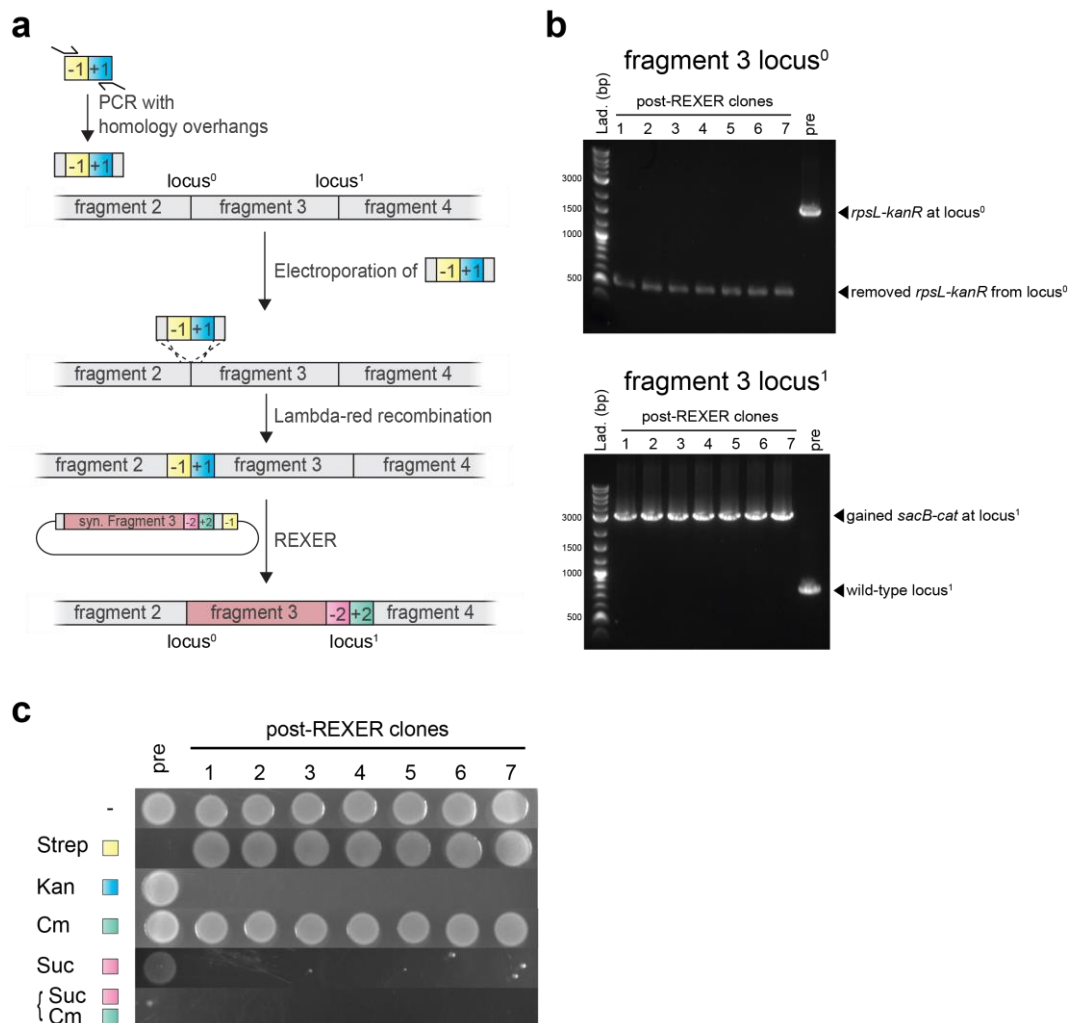 a
-1 +1
PCR with
homology overhangs
-1 +1
locus⁰ locus¹
fragment 2 fragment 3 fragment 4
Electroporation of -1 +1
-1 +1
fragment 2 fragment 3 fragment 4
Lambda-red recombination
fragment 2 -1 +1 fragment 3 fragment 4
syn. Fragment 3 -2 +2 -1
REXER
fragment 2 fragment 3 -2 +2 fragment 4
locus⁰ locus¹
b
fragment 3 locus⁰
Lad. (bp)
post-REXER clones
1 2 3 4 5 6 7 pre
3000
1500
1000
500
rpsL-kanR at locus⁰
removed rpsL-kanR from locus⁰
fragment 3 locus¹
Lad. (bp)
post-REXER clones
1 2 3 4 5 6 7 pre
3000
1500
1000
500
gained sacB-cat at locus¹
wild-type locus¹
c
post-REXER clones
pre 1 2 3 4 5 6 7
-
Strep
Kan
Cm
Suc
{ Suc
Cm